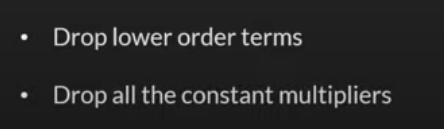 • Drop lower order terms
• Drop all the constant multipliers